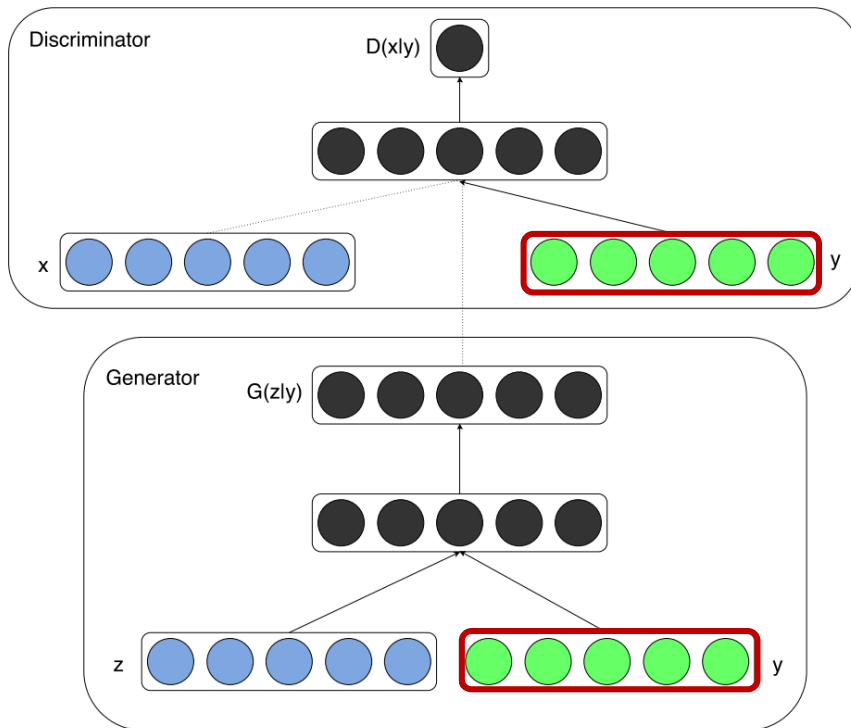 Discriminator
D(x|y)
x
y
Generator
G(z|y)
z
y